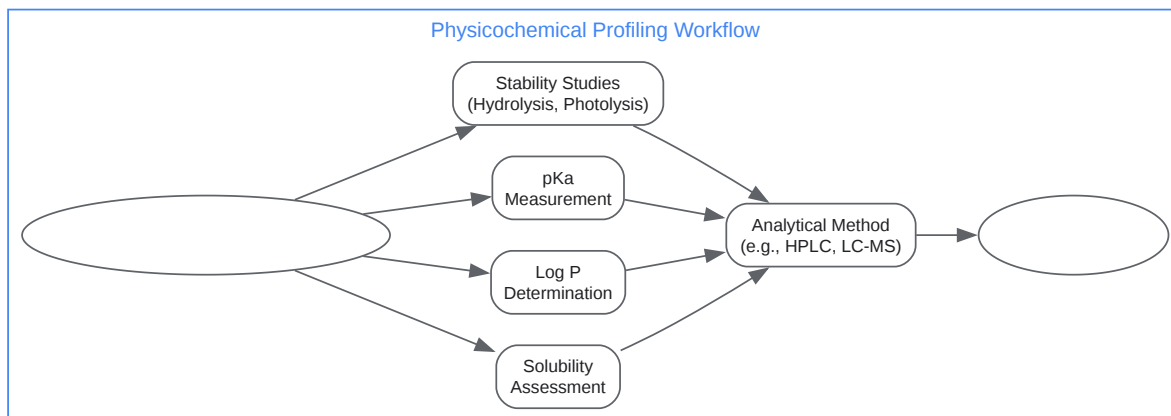 Physicochemical Profiling Workflow
Stability Studies
(Hydrolysis, Photolysis)
pKa
Measurement
Log P
Determination
Solubility
Assessment
Analytical Method
(e.g., HPLC, LC-MS)